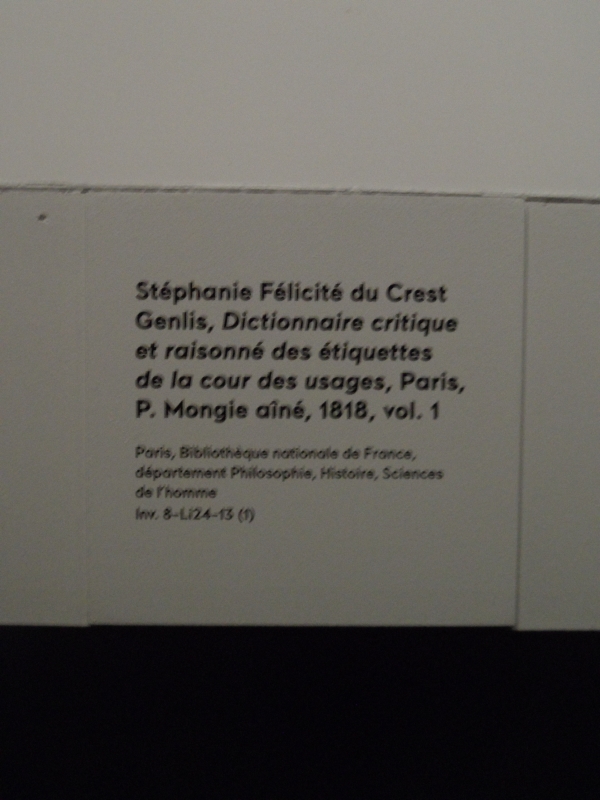 Stéphanie Félicité du Crest
Genlis, Dictionnaire critique
et raisonné des étiquettes
de la cour des usages, Paris,
P. Mongie aîné, 1818, vol. 1
Paris, Bibliothèque nationale de France,
département Philosophie, Histoire, Sciences
de l'homme
Inv. 8-Li24-13 (1)